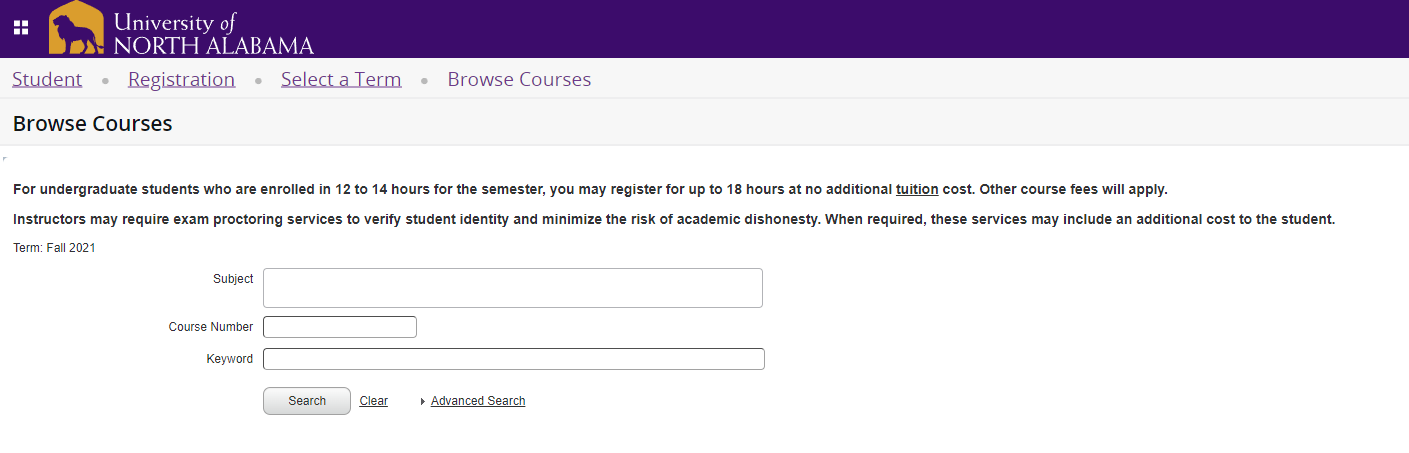 University of
NORTH ALABAMA
Student • Registration • Select a Term • Browse Courses
Browse Courses
For undergraduate students who are enrolled in 12 to 14 hours for the semester, you may register for up to 18 hours at no additional tuition cost. Other course fees will apply.
Instructors may require exam proctoring services to verify student identity and minimize the risk of academic dishonesty. When required, these services may include an additional cost to the student.
Term: Fall 2021
Subject
Course Number
Keyword
Search Clear Advanced Search